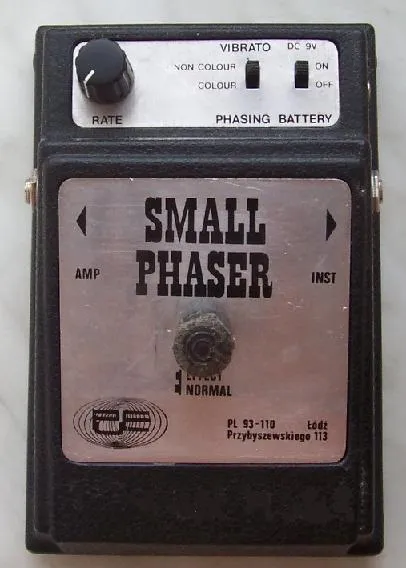 VIBRATO DC 9V
NON COLOUR ON
COLOUR OFF
RATE PHASING BATTERY
SMALL
PHASER
AMP INST
EFFECT
NORMAL
PL 93-110 Łódź
Przybyszewskiego 113